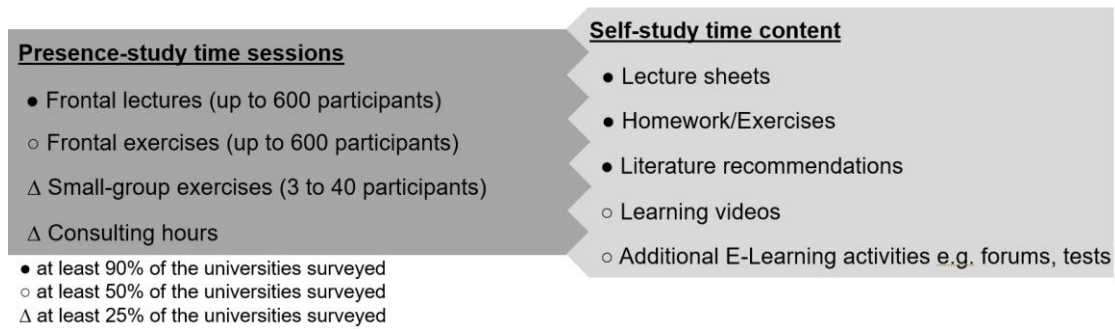 Presence-study time sessions
● Frontal lectures (up to 600 participants)
○ Frontal exercises (up to 600 participants)
Δ Small-group exercises (3 to 40 participants)
Δ Consulting hours
● at least 90% of the universities surveyed
○ at least 50% of the universities surveyed
Δ at least 25% of the universities surveyed
Self-study time content
● Lecture sheets
● Homework/Exercises
● Literature recommendations
○ Learning videos
○ Additional E-Learning activities e.g. forums, tests